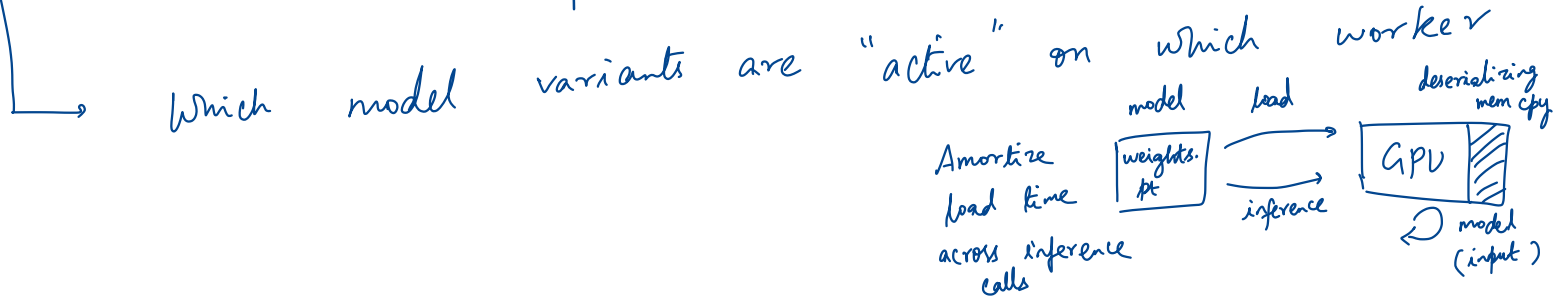 Which model variants are "active" on which worker
Amortize
load time
across inference
calls
model
weights.
pt
load
inference
deserializing
mem cpy
GPU
model
(input)